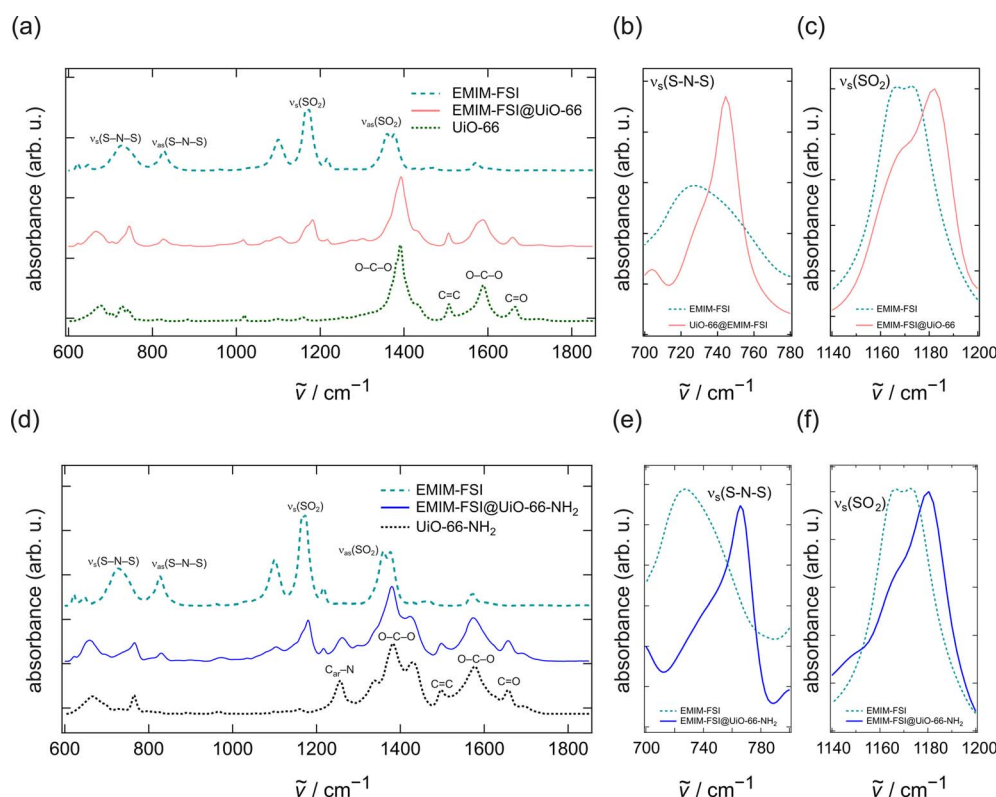 (a)
absorbance (arb. u.)
νs(S–N–S)
νas(S–N–S)
νs(SO2)
νas(SO2)
EMIM-FSI
EMIM-FSI@UiO-66
UiO-66
O–C–O
C=C
O–C–O
C=O
600 800 1000 1200 1400 1600 1800
ṽ / cm−1
(b)
absorbance (arb. u.)
νs(S-N-S)
EMIM-FSI
UiO-66@EMIM-FSI
700 720 740 760 780
ṽ / cm−1
(c)
absorbance (arb. u.)
νs(SO2)
EMIM-FSI
EMIM-FSI@UiO-66
1140 1160 1180 1200
ṽ / cm−1
(d)
absorbance (arb. u.)
νs(S–N–S)
νas(S–N–S)
νs(SO2)
νas(SO2)
EMIM-FSI
EMIM-FSI@UiO-66-NH2
UiO-66-NH2
Car–N
O–C–O
C=C
O–C–O
C=O
600 800 1000 1200 1400 1600 1800
ṽ / cm−1
(e)
absorbance (arb. u.)
νs(S-N-S)
EMIM-FSI
EMIM-FSI@UiO-66-NH2
700 740 780
ṽ / cm−1
(f)
absorbance (arb. u.)
νs(SO2)
EMIM-FSI
EMIM-FSI@UiO-66-NH2
1140 1160 1180 1200
ṽ / cm−1